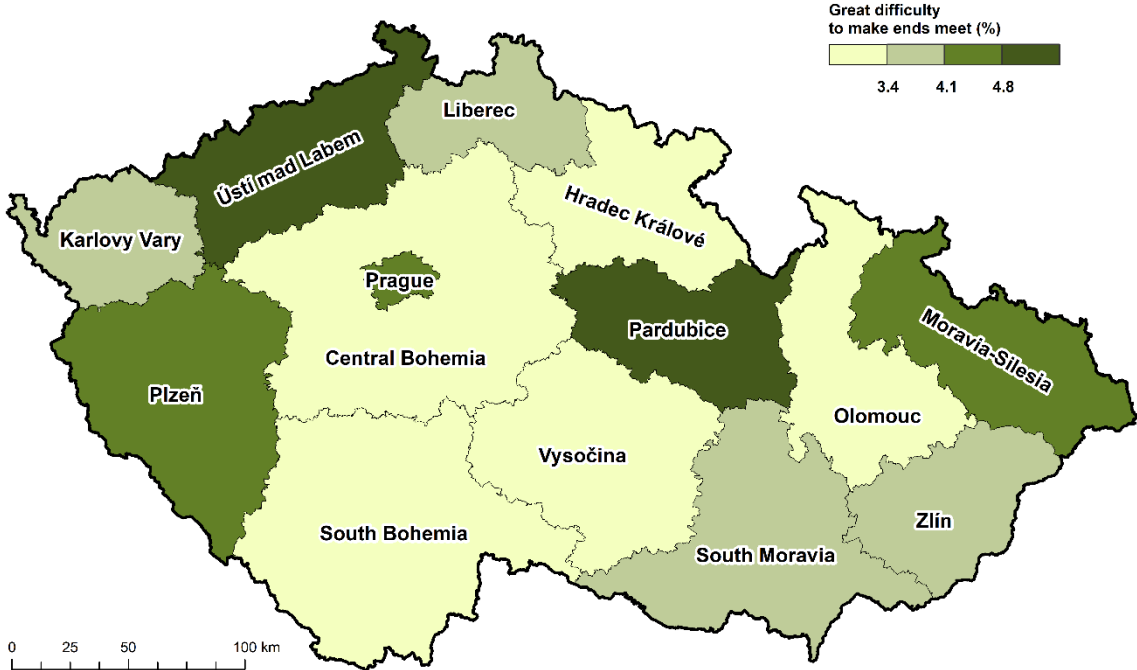 Great difficulty
to make ends meet (%)
3.4 4.1 4.8
Liberec
Ústí mad Labem
Hradec Králové
Karlovy Vary
Prague
Pardubice
Moravia-Silesia
Central Bohemia
Plzeň
Olomouc
Vysočina
Zlín
South Bohemia
South Moravia
0 25 50 100 km